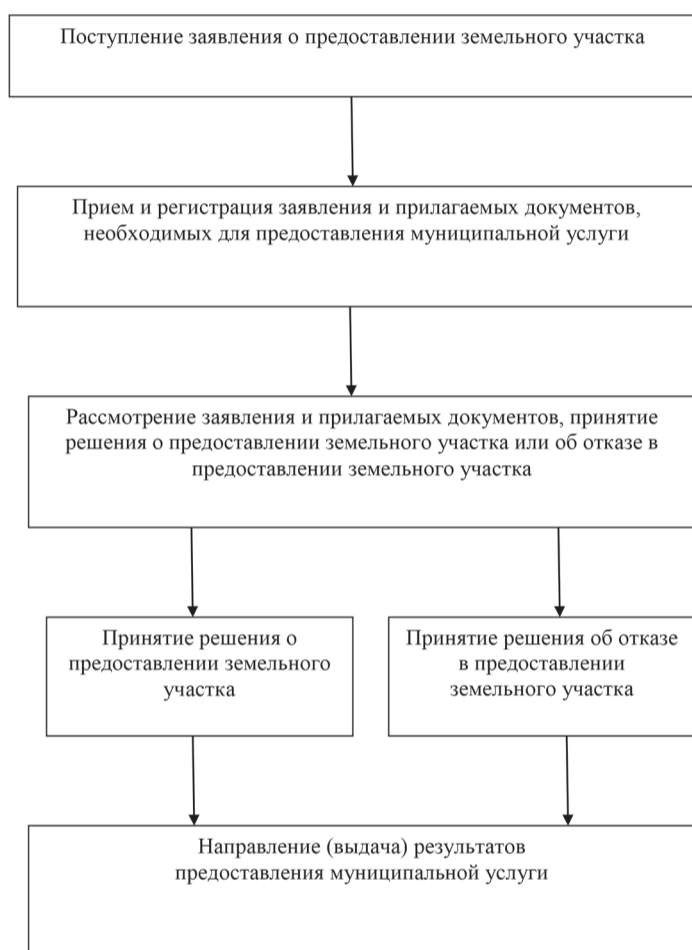 Поступление заявления о предоставлении земельного участка
Прием и регистрация заявления и прилагаемых документов,
необходимых для предоставления муниципальной услуги
Рассмотрение заявления и прилагаемых документов, принятие
решения о предоставлении земельного участка или об отказе в
предоставлении земельного участка
Принятие решения о
предоставлении земельного
участка
Принятие решения об отказе
в предоставлении
земельного участка
Направление (выдача) результатов
предоставления муниципальной услуги